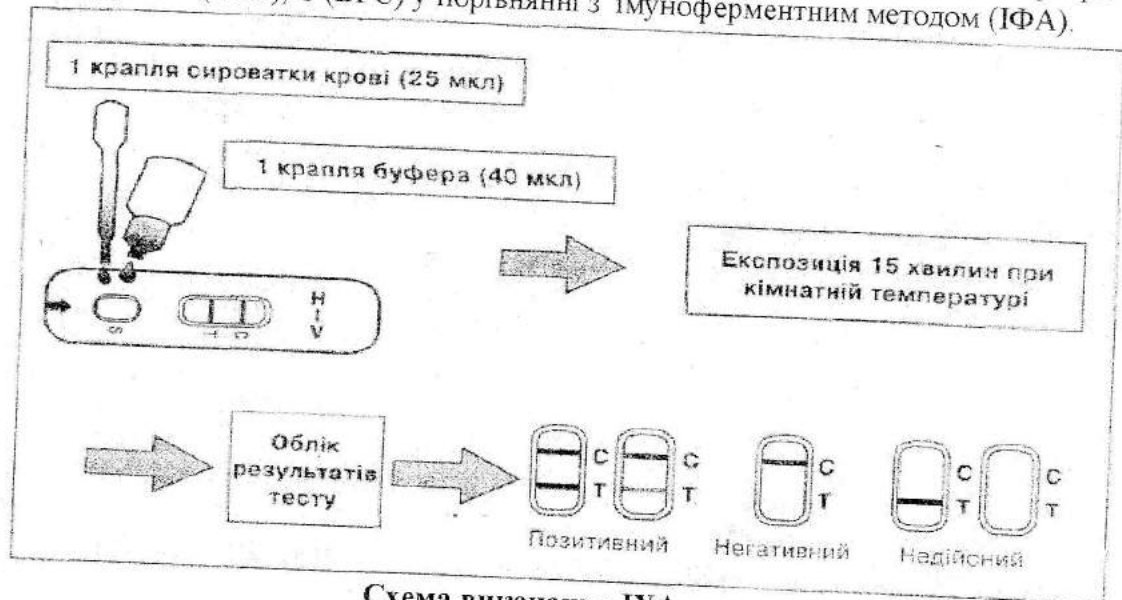 у порівнянні з імуноферментним методом (ІФА).
1 крапля сироватки крові (25 мкл)
1 крапля буфера (40 мкл)
Експозиція 15 хвилин при
кімнатній температурі
S
T C
H
I
V
Облік
результатів
тесту
C C C C C
T T T T T
Позитивний Негативний Недійсний
Схема виконання ІХА